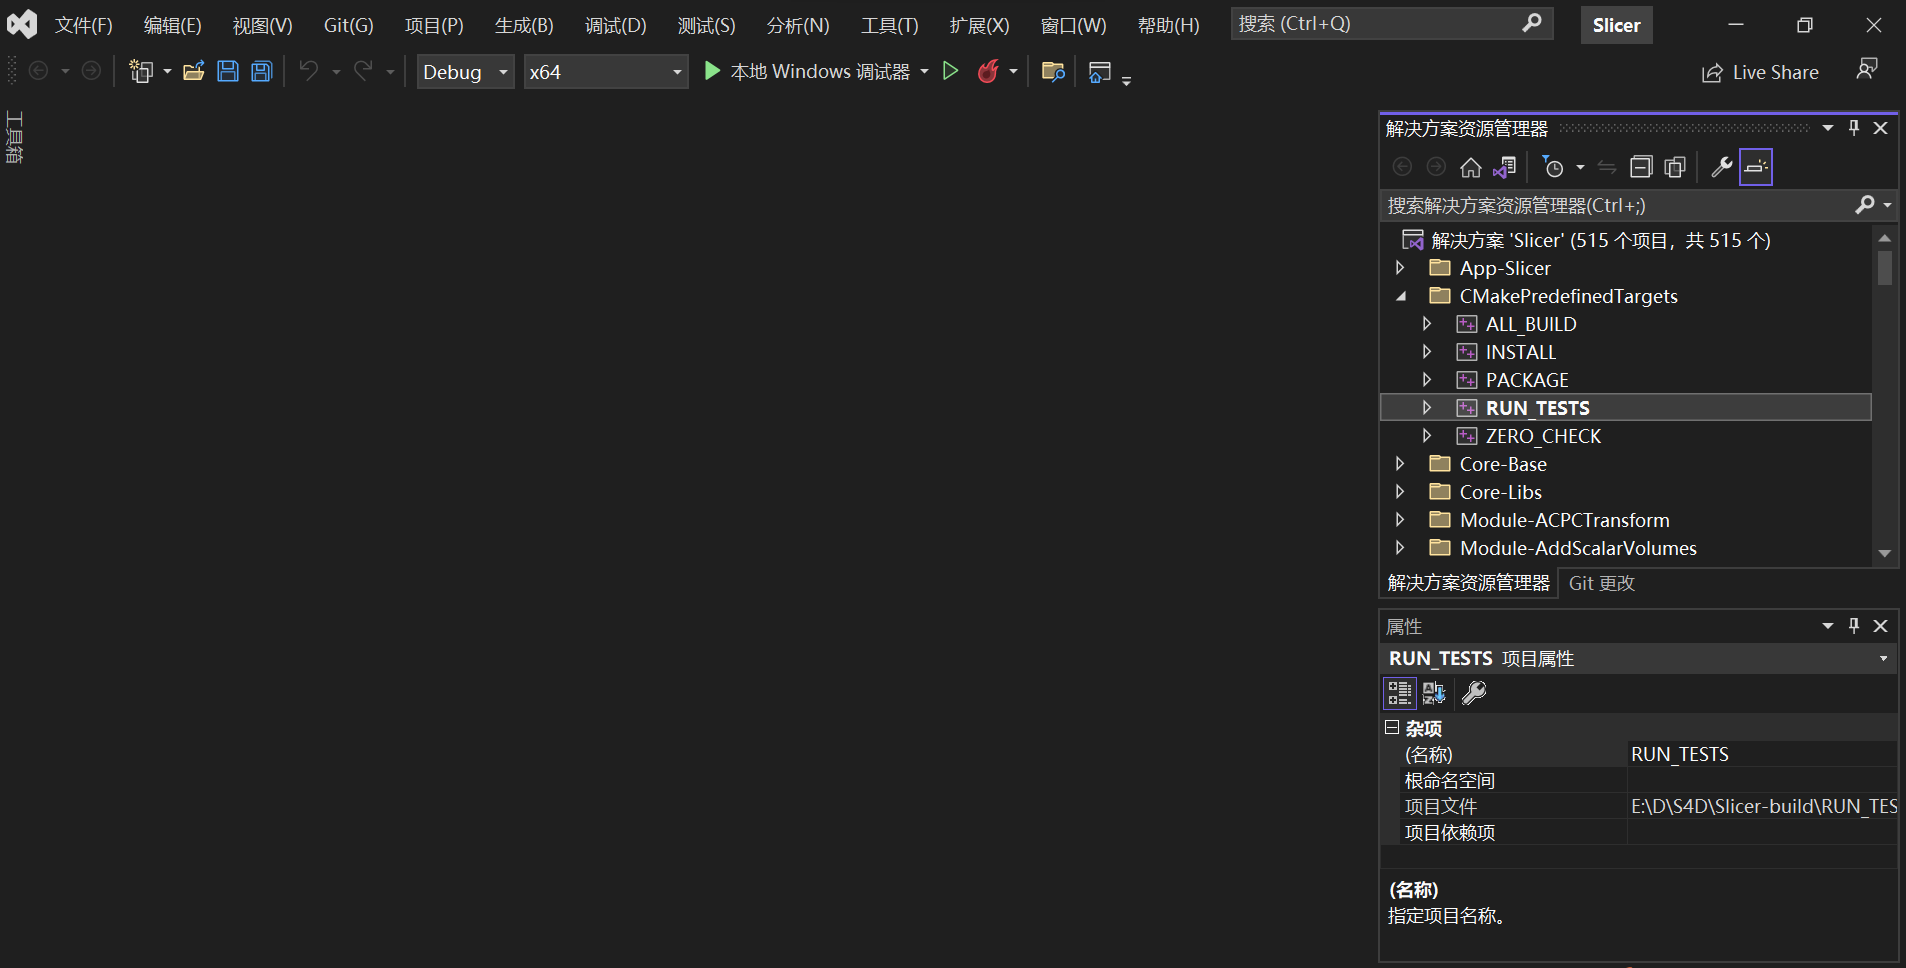 文件(F) 编辑(E) 视图(V) Git(G) 项目(P) 生成(B) 调试(D) 测试(S) 分析(N) 工具(T) 扩展(X) 窗口(W) 帮助(H) 搜索 (Ctrl+Q) Slicer
Debug x64 本地 Windows 调试器 Live Share
工具箱
解决方案资源管理器
搜索解决方案资源管理器(Ctrl+;)
解决方案 'Slicer' (515 个项目，共 515 个)
App-Slicer
CMakePredefinedTargets
ALL_BUILD
INSTALL
PACKAGE
RUN_TESTS
ZERO_CHECK
Core-Base
Core-Libs
Module-ACPCTransform
Module-AddScalarVolumes
解决方案资源管理器 Git 更改
属性
RUN_TESTS 项目属性
杂项
(名称) RUN_TESTS
根命名空间
项目文件 E:\D\S4D\Slicer-build\RUN_TES
项目依赖项
(名称)
指定项目名称。